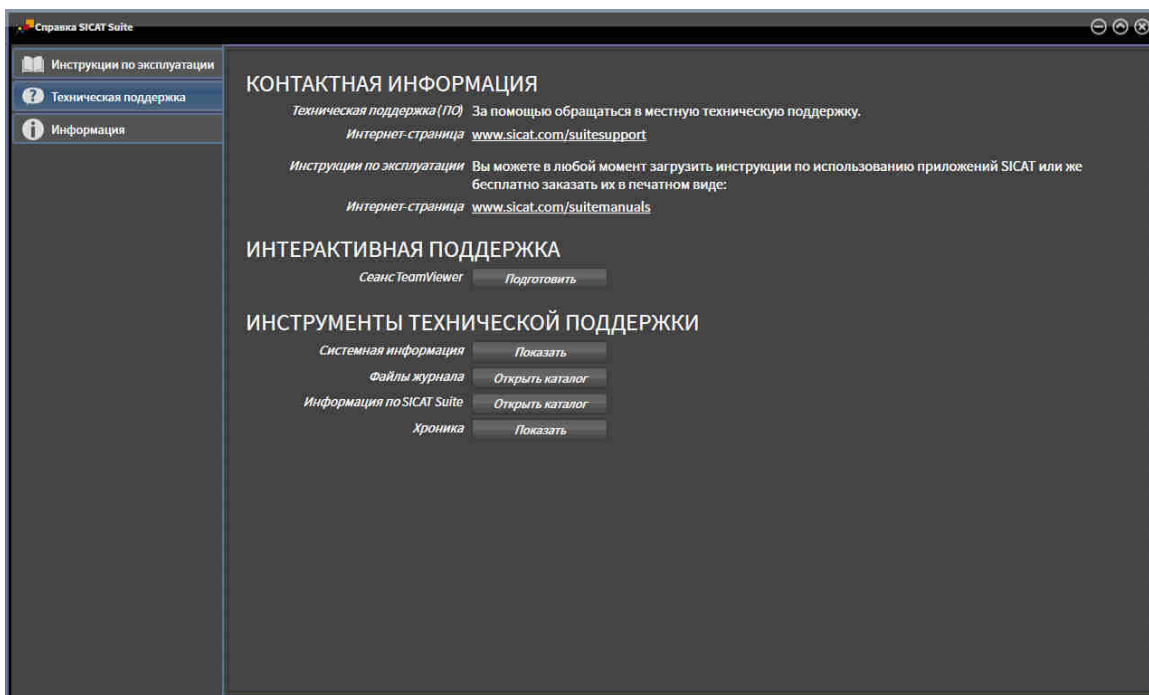 Справка SICAT Suite
Инструкции по эксплуатации
Техническая поддержка
Информация
КОНТАКТНАЯ ИНФОРМАЦИЯ
Техническая поддержка (ПО) За помощью обращаться в местную техническую поддержку.
Интернет-страница www.sicat.com/suitesupport
Инструкции по эксплуатации Вы можете в любой момент загрузить инструкции по использованию приложений SICAT или же
бесплатно заказать их в печатном виде:
Интернет-страница www.sicat.com/suitemanuals
ИНТЕРАКТИВНАЯ ПОДДЕРЖКА
Сеанс TeamViewer Подготовить
ИНСТРУМЕНТЫ ТЕХНИЧЕСКОЙ ПОДДЕРЖКИ
Системная информация Показать
Файлы журнала Открыть каталог
Информация по SICAT Suite Открыть каталог
Хроника Показать